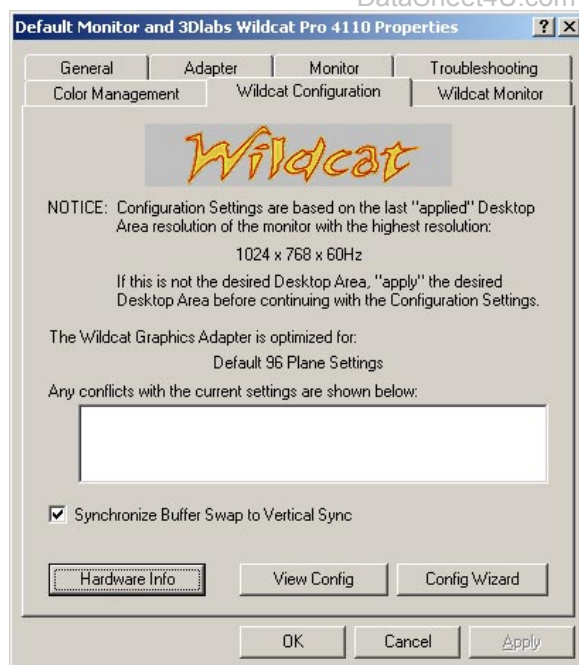 DataSheet4U.com
Default Monitor and 3Dlabs Wildcat Pro 4110 Properties
General Adapter Monitor Troubleshooting
Color Management Wildcat Configuration Wildcat Monitor
Wildcat
NOTICE: Configuration Settings are based on the last "applied" Desktop
Area resolution of the monitor with the highest resolution:
1024 x 768 x 60Hz
If this is not the desired Desktop Area, "apply" the desired
Desktop Area before continuing with the Configuration Settings.
The Wildcat Graphics Adapter is optimized for:
Default 96 Plane Settings
Any conflicts with the current settings are shown below:
Synchronize Buffer Swap to Vertical Sync
Hardware Info View Config Config Wizard
OK Cancel Apply